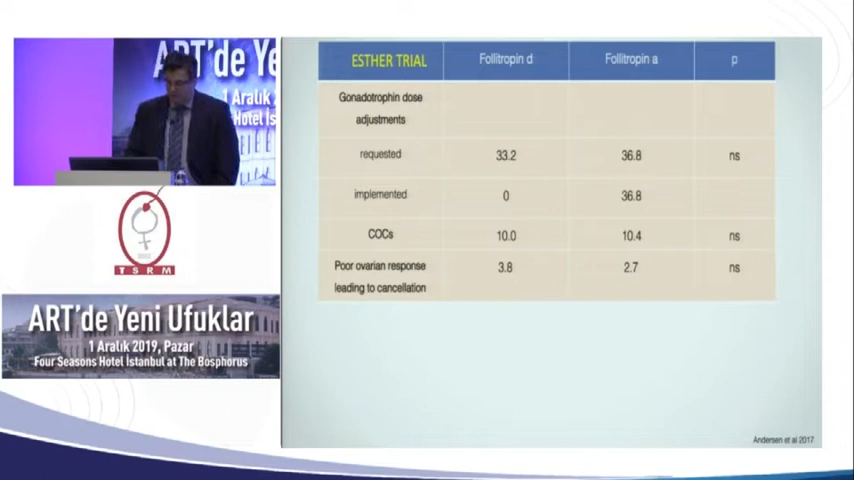 ART'de Ye
1 Aralık 
Hotel İs
TSRM
ART'de Yeni Ufuklar
1 Aralık 2019, Pazar
Four Seasons Hotel İstanbul at The Bosphorus
ESTHER TRIAL Follitropin d Follitropin a p
Gonadotrophin dose
adjustments
requested 33.2 36.8 ns
implemented 0 36.8
COCs 10.0 10.4 ns
Poor ovarian response 3.8 2.7 ns
leading to cancellation
Andersen et al 2017